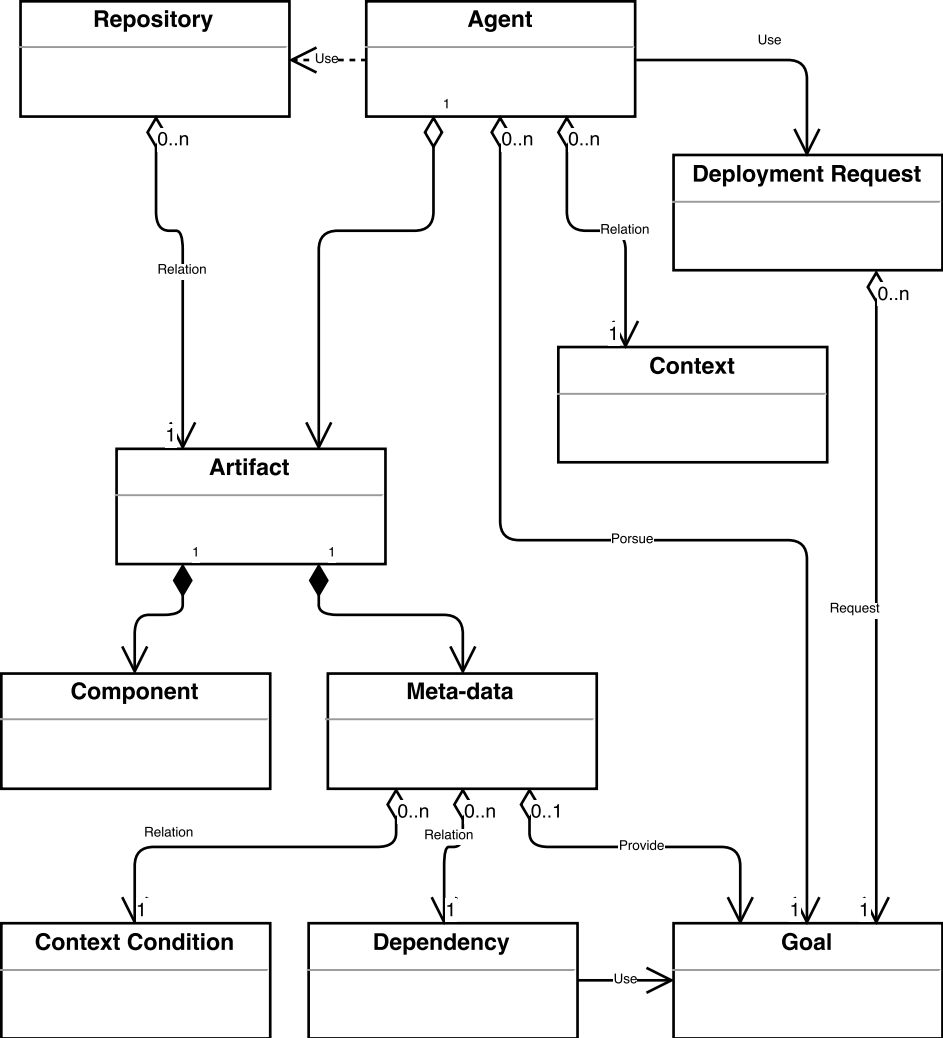 Repository
Agent
Use
Use
1
0..n
0..n
0..n
Deployment Request
Relation
Relation
0..n
1
Context
1
Artifact
Porsue
1
1
Request
Component
Meta-data
0..n
0..n
0..1
Relation
Relation
Provide
1
1
1
1
Context Condition
Dependency
Goal
Use